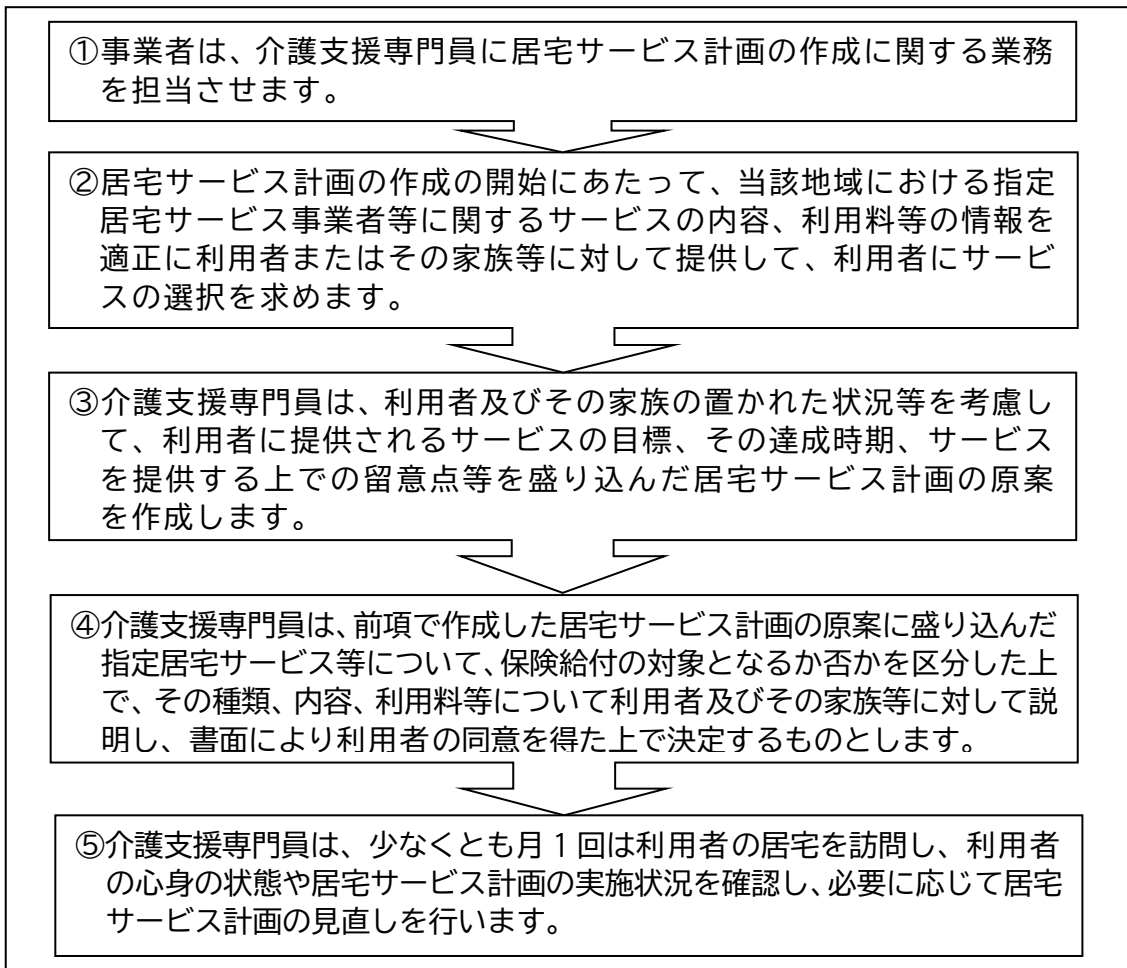 ①事業者は、介護支援専門員に居宅サービス計画の作成に関する業務
を担当させます。
②居宅サービス計画の作成の開始にあたって、当該地域における指定
居宅サービス事業者等に関するサービスの内容、利用料等の情報を
適正に利用者またはその家族等に対して提供して、利用者にサービ
スの選択を求めます。
③介護支援専門員は、利用者及びその家族の置かれた状況等を考慮し
て、利用者に提供されるサービスの目標、その達成時期、サービス
を提供する上での留意点等を盛り込んだ居宅サービス計画の原案
を作成します。
④介護支援専門員は、前項で作成した居宅サービス計画の原案に盛り込んだ
指定居宅サービス等について、保険給付の対象となるか否かを区分した上
で、その種類、内容、利用料等について利用者及びその家族等に対して説
明し、書面により利用者の同意を得た上で決定するものとします。
⑤介護支援専門員は、少なくとも月1回は利用者の居宅を訪問し、利用者
の心身の状態や居宅サービス計画の実施状況を確認し、必要に応じて居宅
サービス計画の見直しを行います。